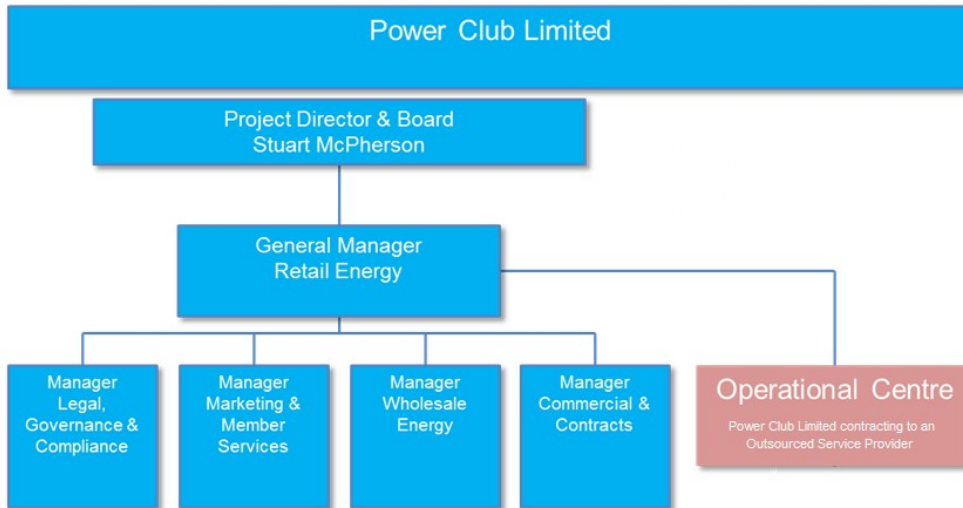 Power Club Limited
Project Director & Board
Stuart McPherson
General Manager
Retail Energy
Manager
Legal,
Governance &
Compliance
Manager
Marketing &
Member
Services
Manager
Wholesale
Energy
Manager
Commercial &
Contracts
Operational Centre
Power Club Limited contracting to an
Outsourced Service Provider